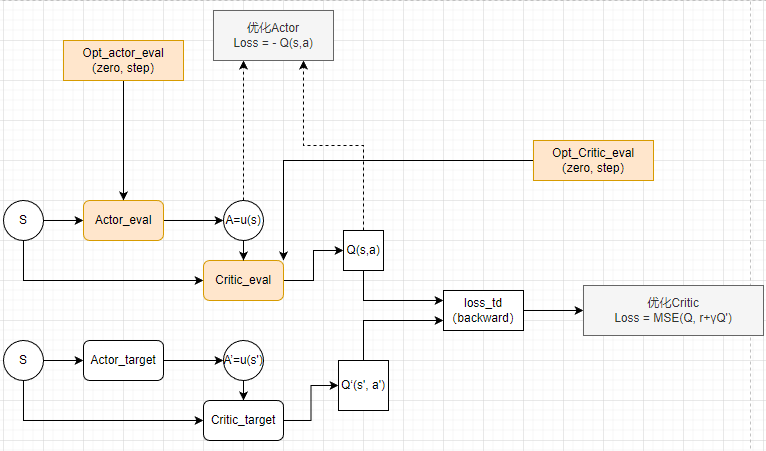 优化Actor
Loss = - Q(s,a)
Opt_actor_eval
(zero, step)
Opt_Critic_eval
(zero, step)
S
Actor_eval
A=u(s)
Q(s,a)
Critic_eval
loss_td
(backward)
优化Critic
Loss = MSE(Q, r+γQ')
S
Actor_target
A'=u(s')
Q‘(s', a')
Critic_target